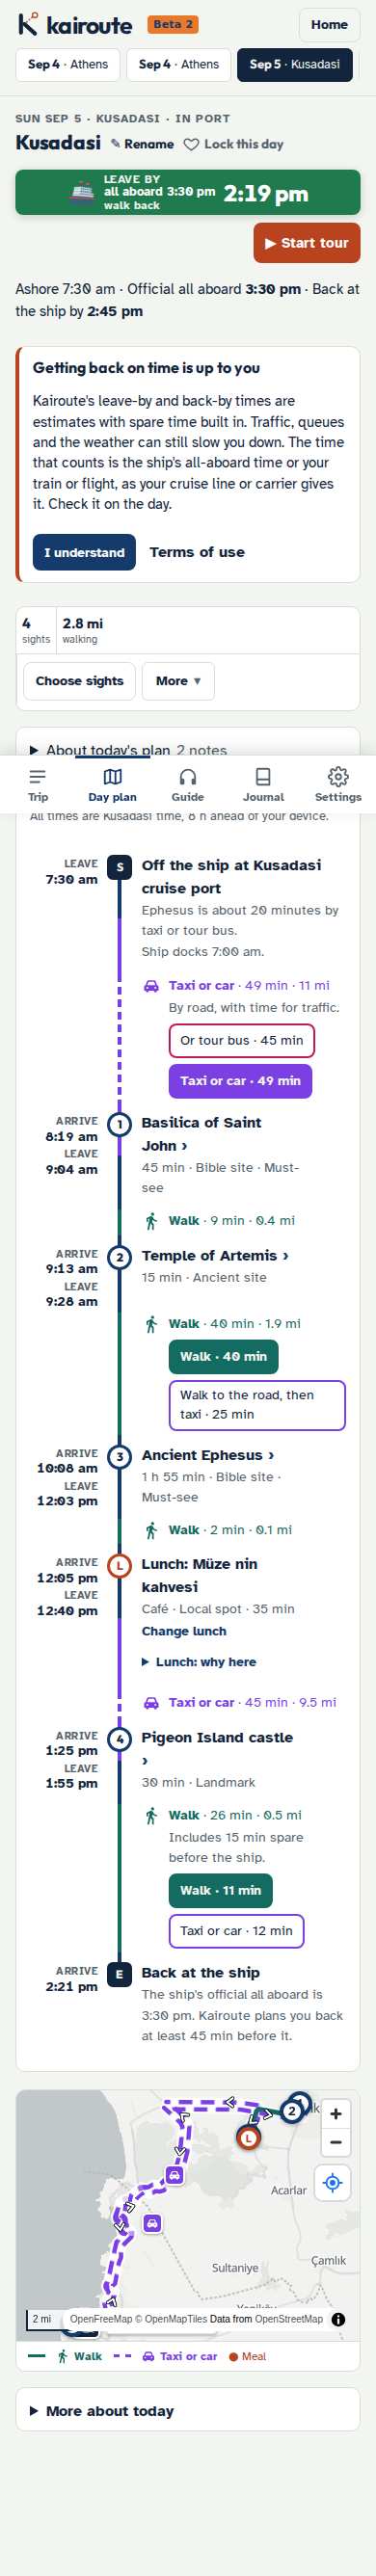 kairoute
Beta 2
Home
Sep 4 · Athens
Sep 4 · Athens
Sep 5 · Kusadasi
SUN SEP 5 · KUSADASI · IN PORT
Kusadasi
✎ Rename
Lock this day
LEAVE BY
all aboard 3:30 pm
walk back
2:19 pm
▶ Start tour
Ashore 7:30 am · Official all aboard 3:30 pm · Back at
the ship by 2:45 pm
Getting back on time is up to you
Kairoute's leave-by and back-by times are
estimates with spare time built in. Traffic, queues
and the weather can still slow you down. The time
that counts is the ship's all-aboard time or your
train or flight, as your cruise line or carrier gives
it. Check it on the day.
I understand
Terms of use
4
sights
2.8 mi
walking
Choose sights
More ▾
▶ About today's plan 2 notes
Trip
Day plan
Guide
Journal
Settings
All times are Kusadasi time, 8 h ahead of your device.
LEAVE
7:30 am
S
Off the ship at Kusadasi
cruise port
Ephesus is about 20 minutes by
taxi or tour bus.
Ship docks 7:00 am.
Taxi or car · 49 min · 11 mi
By road, with time for traffic.
Or tour bus · 45 min
Taxi or car · 49 min
ARRIVE
8:19 am
LEAVE
9:04 am
1
Basilica of Saint
John ›
45 min · Bible site · Must-
see
Walk · 9 min · 0.4 mi
ARRIVE
9:13 am
LEAVE
9:28 am
2
Temple of Artemis ›
15 min · Ancient site
Walk · 40 min · 1.9 mi
Walk · 40 min
Walk to the road, then
taxi · 25 min
ARRIVE
10:08 am
LEAVE
12:03 pm
3
Ancient Ephesus ›
1 h 55 min · Bible site ·
Must-see
Walk · 2 min · 0.1 mi
ARRIVE
12:05 pm
LEAVE
12:40 pm
L
Lunch: Müze nin
kahvesi
Café · Local spot · 35 min
Change lunch
▶ Lunch: why here
Taxi or car · 45 min · 9.5 mi
ARRIVE
1:25 pm
LEAVE
1:55 pm
4
Pigeon Island castle
›
30 min · Landmark
Walk · 26 min · 0.5 mi
Includes 15 min spare
before the ship.
Walk · 11 min
Taxi or car · 12 min
ARRIVE
2:21 pm
E
Back at the ship
The ship's official all aboard is
3:30 pm. Kairoute plans you back
at least 45 min before it.
2
L
+
−
Acarlar
Sultaniye
Çamlık
2 mi
OpenFreeMap © OpenMapTiles Data from OpenStreetMap
Walk
Taxi or car
Meal
▶ More about today